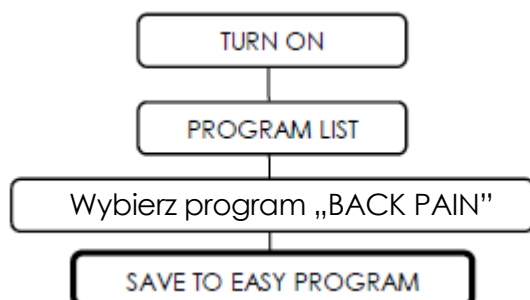 TURN ON
PROGRAM LIST
Wybierz program „BACK PAIN”
SAVE TO EASY PROGRAM